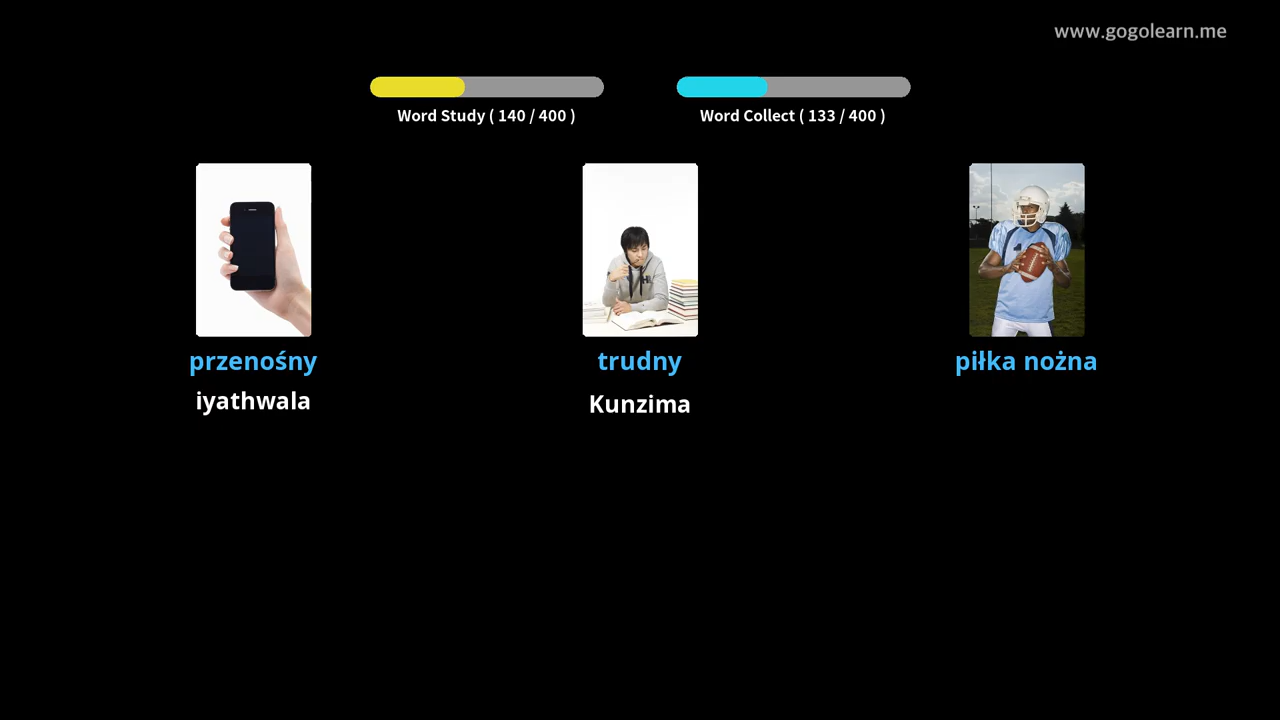 www.gogolearn.me
Word Study ( 140 / 400 )
Word Collect ( 133 / 400 )
przenośny
trudny
piłka nożna
iyathwala
Kunzima